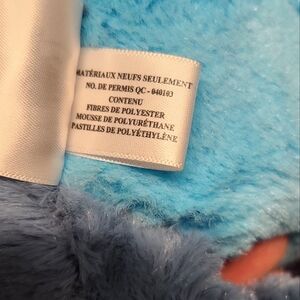 MATÉRIAUX NEUFS SEULEMENT
NO. DE PERMIS QC - 040103
CONTENU
FIBRES DE POLYESTER
MOUSSE DE POLYURÉTHANE
PASTILLES DE POLYÉTHYLÈNE